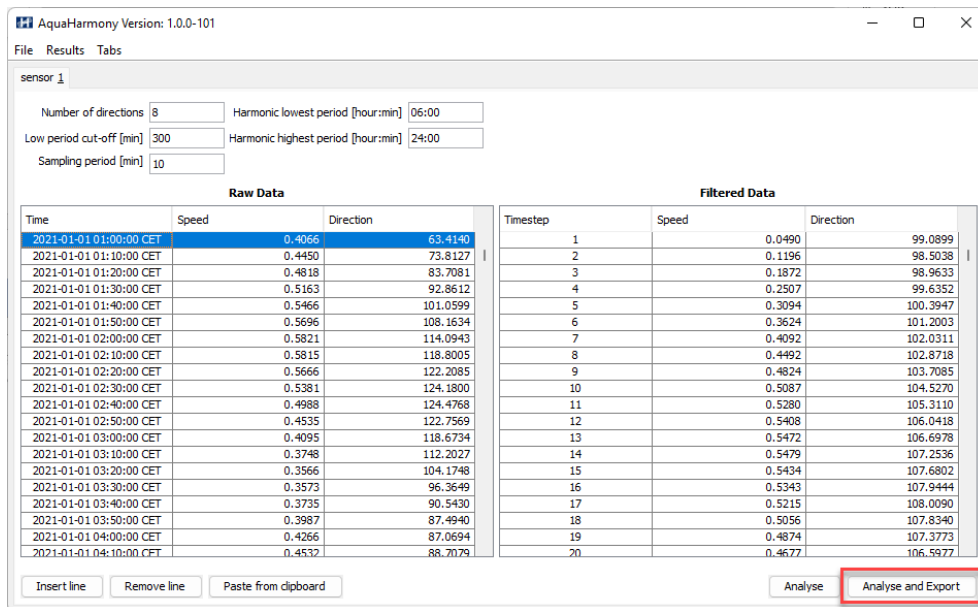 AquaHarmony Version: 1.0.0-101
File Results Tabs
sensor 1
Number of directions 8 Harmonic lowest period [hour:min] 06:00
Low period cut-off [min] 300 Harmonic highest period [hour:min] 24:00
Sampling period [min] 10
Raw Data Filtered Data
Time Speed Direction Timestep Speed Direction
2021-01-01 01:00:00 CET 0.4066 63.4140 1 0.0490 99.0899
2021-01-01 01:10:00 CET 0.4450 73.8127 2 0.1196 98.5038
2021-01-01 01:20:00 CET 0.4818 83.7081 3 0.1872 98.9633
2021-01-01 01:30:00 CET 0.5163 92.8612 4 0.2507 99.6352
2021-01-01 01:40:00 CET 0.5466 101.0599 5 0.3094 100.3947
2021-01-01 01:50:00 CET 0.5696 108.1634 6 0.3624 101.2003
2021-01-01 02:00:00 CET 0.5821 114.0943 7 0.4092 102.0311
2021-01-01 02:10:00 CET 0.5815 118.8005 8 0.4492 102.8718
2021-01-01 02:20:00 CET 0.5666 122.2085 9 0.4824 103.7085
2021-01-01 02:30:00 CET 0.5381 124.1800 10 0.5087 104.5270
2021-01-01 02:40:00 CET 0.4988 124.4768 11 0.5280 105.3110
2021-01-01 02:50:00 CET 0.4535 122.7569 12 0.5408 106.0418
2021-01-01 03:00:00 CET 0.4095 118.6734 13 0.5472 106.6978
2021-01-01 03:10:00 CET 0.3748 112.2027 14 0.5479 107.2536
2021-01-01 03:20:00 CET 0.3566 104.1748 15 0.5434 107.6802
2021-01-01 03:30:00 CET 0.3573 96.3649 16 0.5343 107.9444
2021-01-01 03:40:00 CET 0.3735 90.5430 17 0.5215 108.0090
2021-01-01 03:50:00 CET 0.3987 87.4940 18 0.5056 107.8340
2021-01-01 04:00:00 CET 0.4266 87.0694 19 0.4874 107.3773
2021-01-01 04:10:00 CET 0.4532 88.7079 20 0.4677 106.5977
Insert line Remove line Paste from clipboard Analyse Analyse and Export